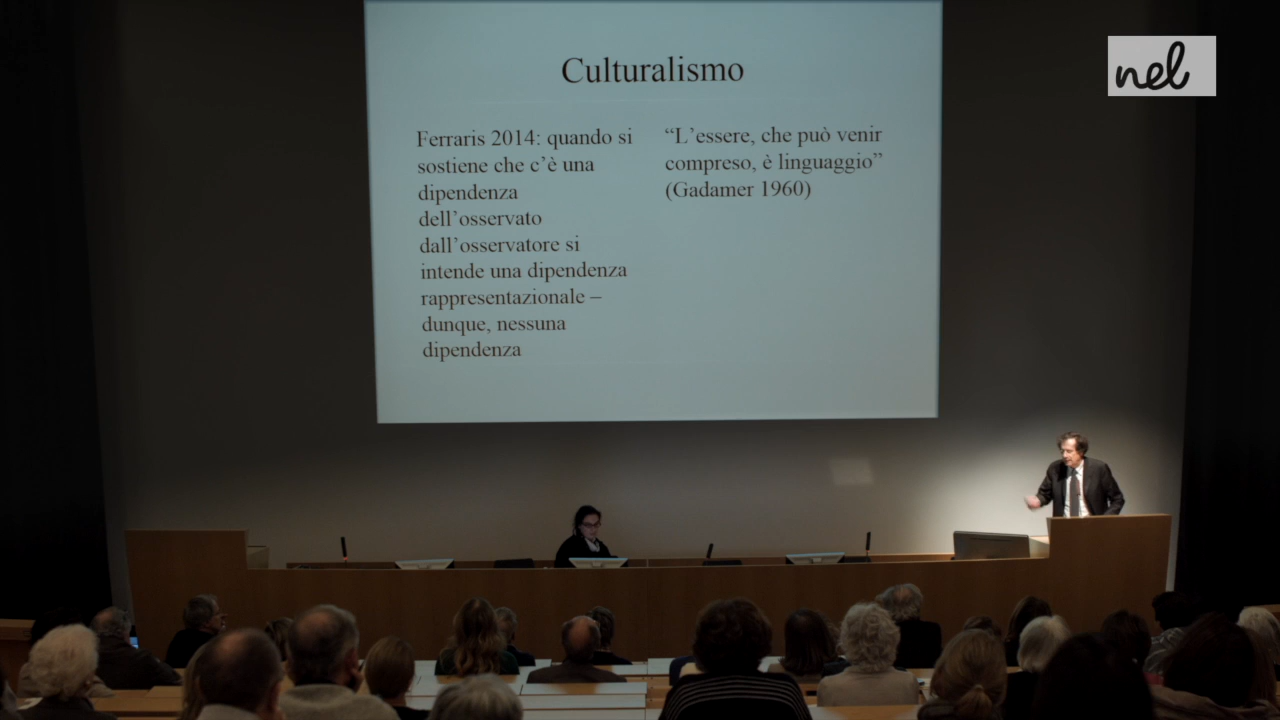 Culturalismo
Ferraris 2014: quando si
sostiene che c'è una
dipendenza
dell'osservato
dall'osservatore si
intende una dipendenza
rappresentazionale –
dunque, nessuna
dipendenza
“L'essere, che può venir
compreso, è linguaggio”
(Gadamer 1960)
nel